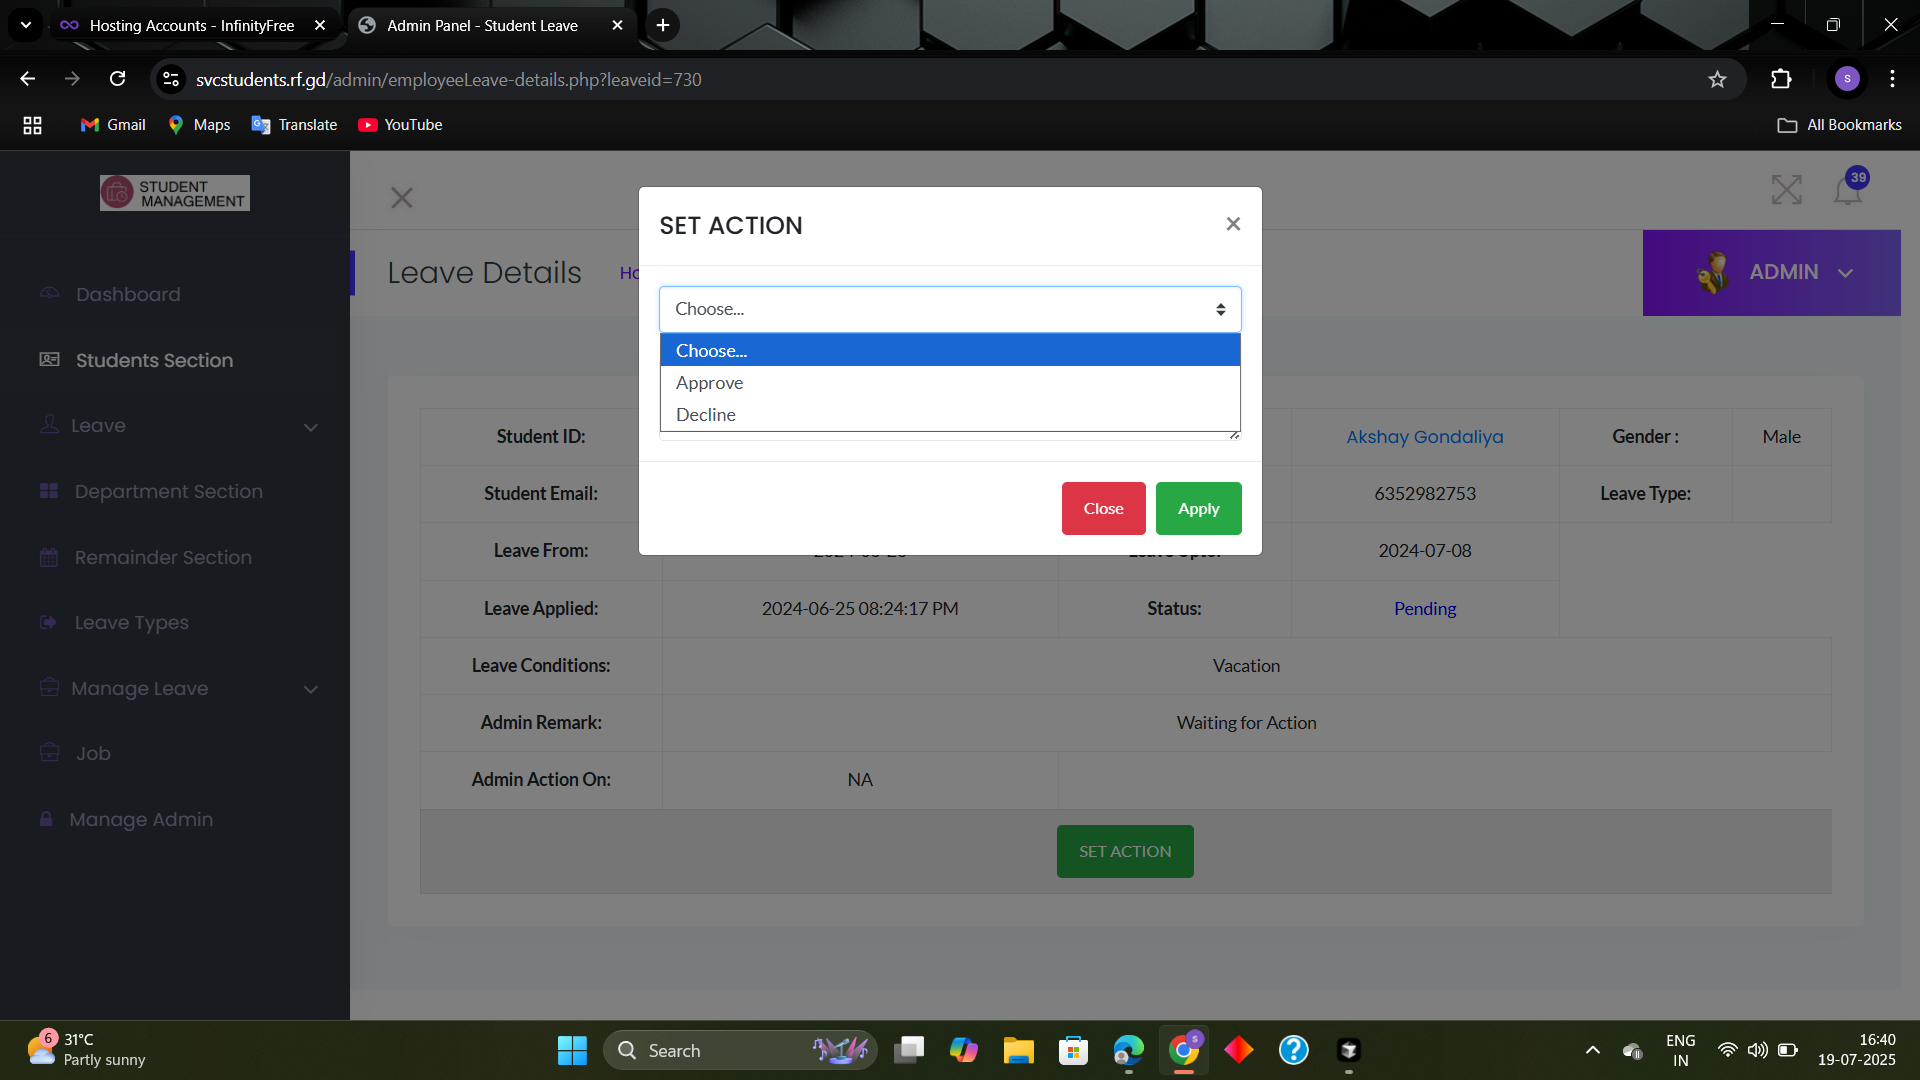 Hosting Accounts - InfinityFree
Admin Panel - Student Leave
svcstudents.rf.gd/admin/employeeLeave-details.php?leaveid=730
S
Gmail
Maps
Translate
YouTube
All Bookmarks
STUDENT
MANAGEMENT
39
SET ACTION
×
Leave Details
Ho
ADMIN
Dashboard
Students Section
Leave
Department Section
Remainder Section
Leave Types
Manage Leave
Job
Manage Admin
Choose...
Choose...
Approve
Decline
Close
Apply
Student ID:
Akshay Gondaliya
Gender :
Male
Student Email:
6352982753
Leave Type:
Leave From:
2024-07-08
Leave Applied:
2024-06-25 08:24:17 PM
Status:
Pending
Leave Conditions:
Vacation
Admin Remark:
Waiting for Action
Admin Action On:
NA
SET ACTION
6
31°C
Partly sunny
Search
ENG
IN
16:40
19-07-2025